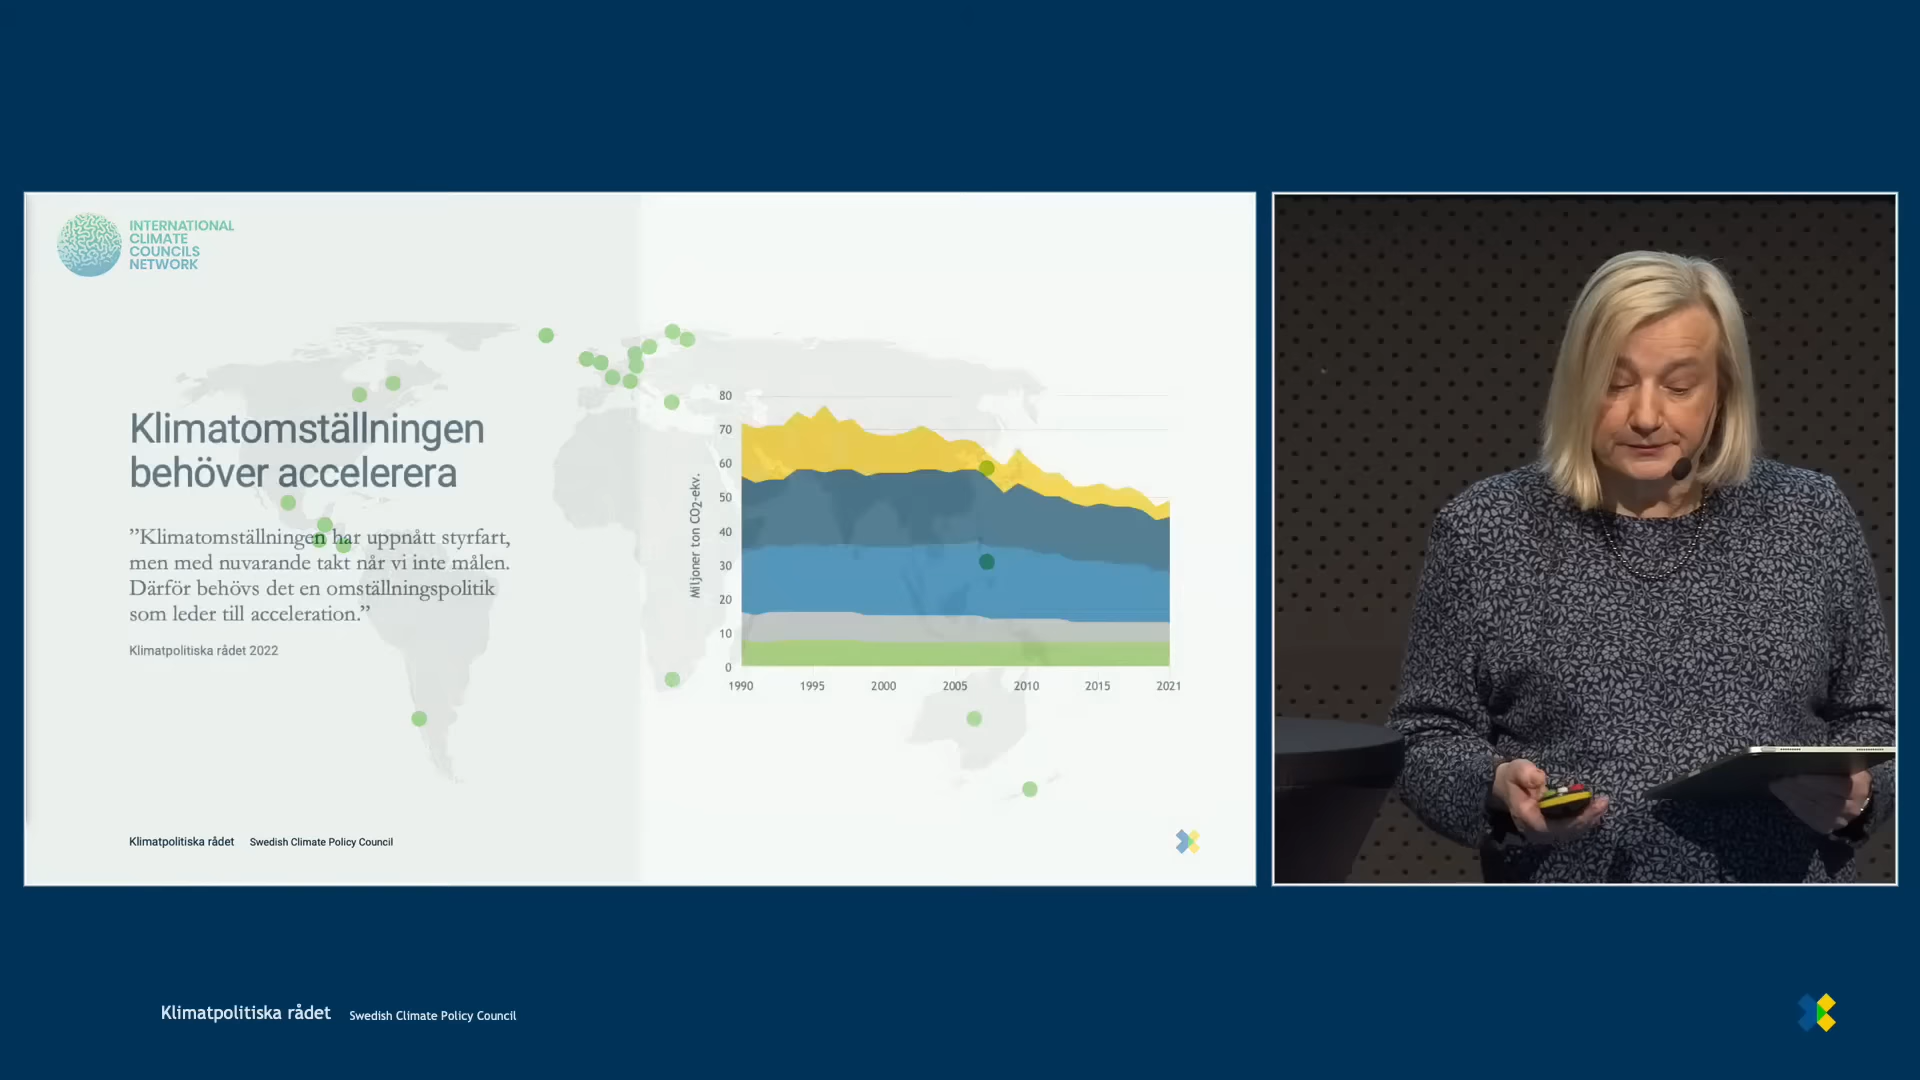 INTERNATIONAL
CLIMATE
COUNCILS
NETWORK
Klimatomställningen
behöver accelerera
”Klimatomställningen har uppnått styrfart,
men med nuvarande takt når vi inte målen.
Därför behövs det en omställningspolitik
som leder till acceleration.”
Klimatpolitiska rådet 2022
Miljoner ton CO2-ekv.
80
70
60
50
40
30
20
10
0
1990 1995 2000 2005 2010 2015 2021
Klimatpolitiska rådet Swedish Climate Policy Council
Klimatpolitiska rådet Swedish Climate Policy Council